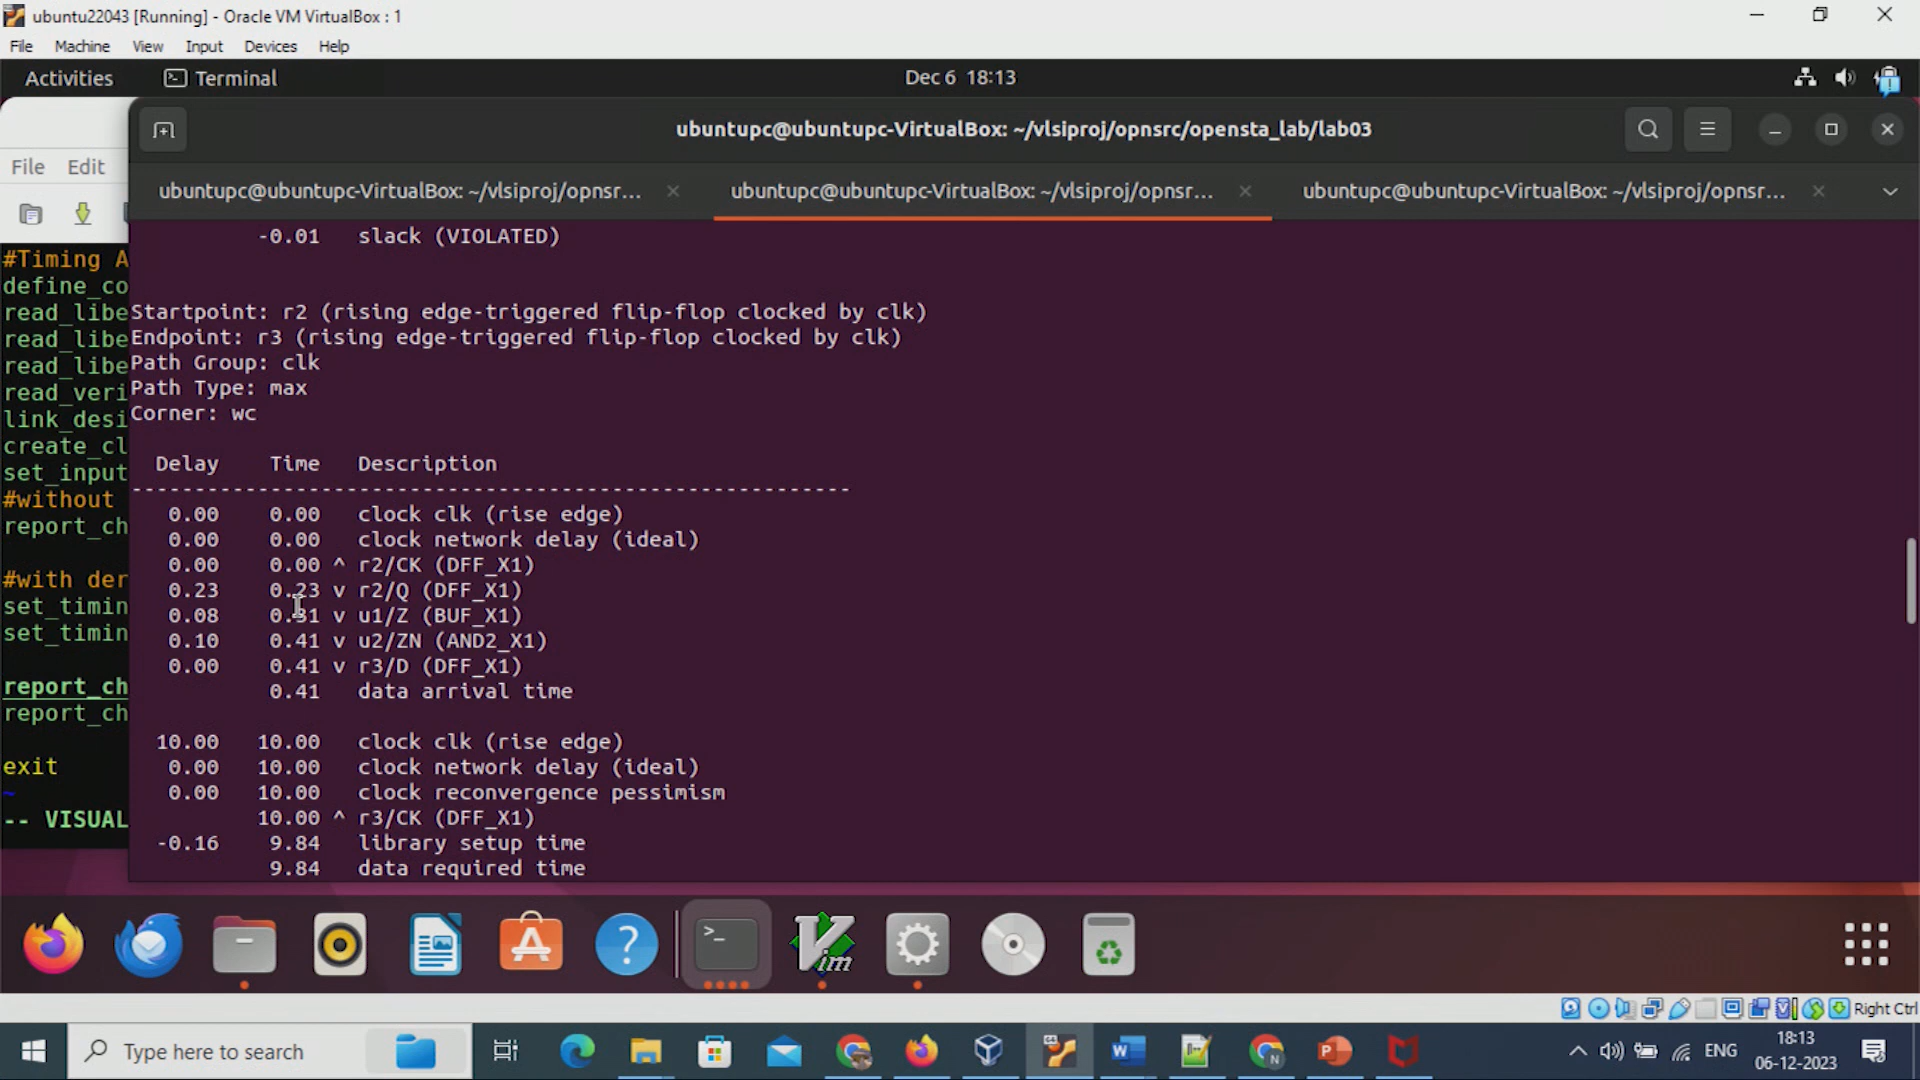 ubuntu22043 [Running] - Oracle VM VirtualBox : 1
File Machine View Input Devices Help
Activities Terminal Dec 6 18:13
ubuntupc@ubuntupc-VirtualBox: ~/vlsiproj/opnsrc/opensta_lab/lab03
File Edit
ubuntupc@ubuntupc-VirtualBox: ~/vlsiproj/opnsr... ubuntupc@ubuntupc-VirtualBox: ~/vlsiproj/opnsr... ubuntupc@ubuntupc-VirtualBox: ~/vlsiproj/opnsr...
#Timing A
define_co
read_libe
read_libe
read_libe
read_veri
link_desi
create_cl
set_input
#without
report_ch
#with der
set_timin
set_timin
report_ch
report_ch
exit
~
-- VISUAL
-0.01 slack (VIOLATED)
Startpoint: r2 (rising edge-triggered flip-flop clocked by clk)
Endpoint: r3 (rising edge-triggered flip-flop clocked by clk)
Path Group: clk
Path Type: max
Corner: wc
Delay Time Description
---------------------------------------------------------
0.00 0.00 clock clk (rise edge)
0.00 0.00 clock network delay (ideal)
0.00 0.00 ^ r2/CK (DFF_X1)
0.23 0.23 v r2/Q (DFF_X1)
0.08 0.31 v u1/Z (BUF_X1)
0.10 0.41 v u2/ZN (AND2_X1)
0.00 0.41 v r3/D (DFF_X1)
0.41 data arrival time
10.00 10.00 clock clk (rise edge)
0.00 10.00 clock network delay (ideal)
0.00 10.00 clock reconvergence pessimism
10.00 ^ r3/CK (DFF_X1)
-0.16 9.84 library setup time
9.84 data required time
Right Ctrl
Type here to search
ENG
18:13
06-12-2023